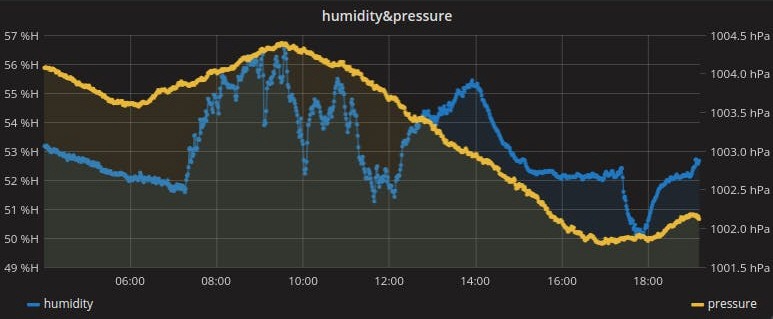 humidity&pressure
57 %H 1004.5 hPa
56 %H 1004.0 hPa
55 %H 1003.5 hPa
54 %H 1003.0 hPa
53 %H 1002.5 hPa
52 %H 1002.0 hPa
51 %H 1001.5 hPa
50 %H
49 %H
06:00 08:00 10:00 12:00 14:00 16:00 18:00
humidity pressure